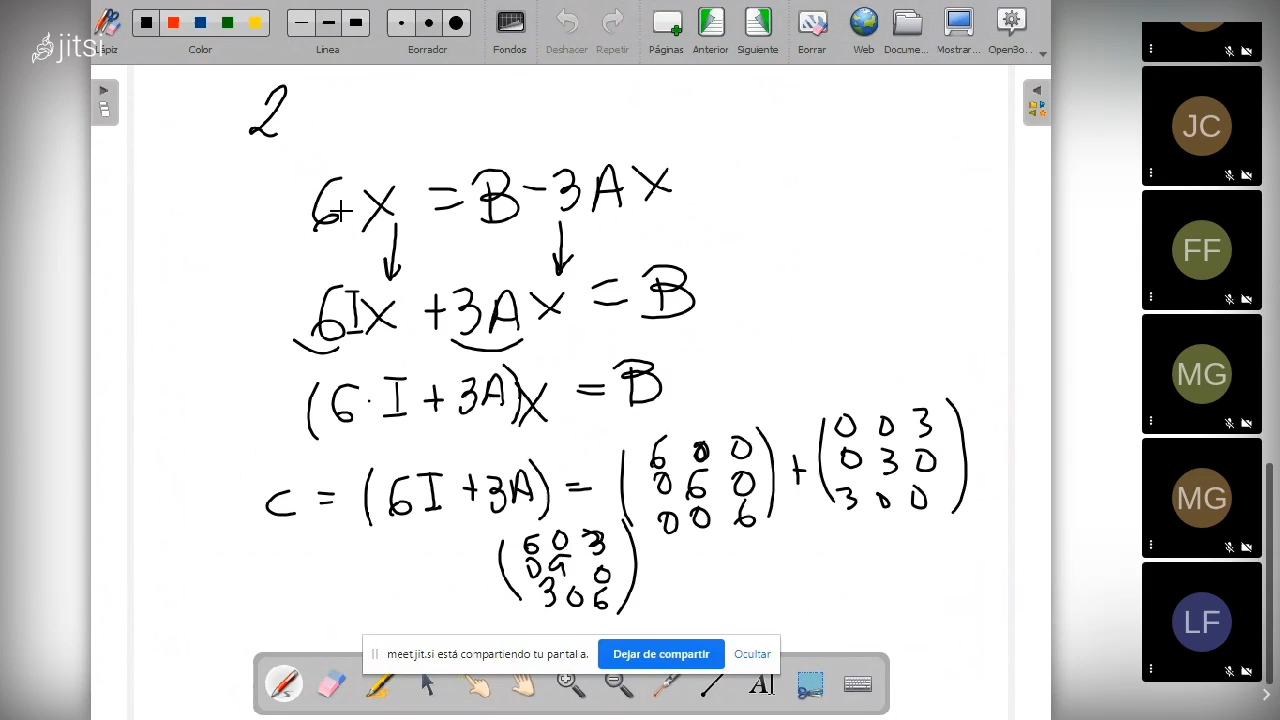 jitsi
Lápiz Color Linea Borrador Fondos Deshacer Repetir Páginas Anterior Siguiente Borrar Web Docume... Mostrar... OpenBo...
2
6X = B - 3AX
6IX + 3AX = B
(6 · I + 3A)X = B
C = (6I + 3A) = (6 0 0 + (0 0 3
0 6 0 0 3 0
0 0 6) 3 0 0)
(6 0 3
0 9 0
3 0 6)
meet.jit.si está compartiendo tu pantalla. Dejar de compartir Ocultar
JC
FF
MG
MG
LF